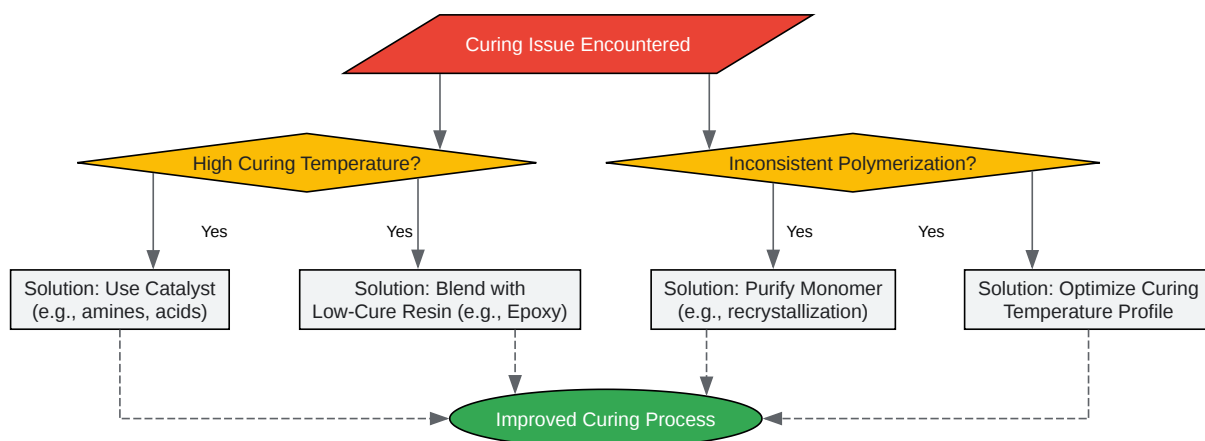 Curing Issue Encountered
High Curing Temperature?
Inconsistent Polymerization?
Yes
Yes
Yes
Yes
Solution: Use Catalyst
(e.g., amines, acids)
Solution: Blend with
Low-Cure Resin (e.g., Epoxy)
Solution: Purify Monomer
(e.g., recrystallization)
Solution: Optimize Curing
Temperature Profile
Improved Curing Process